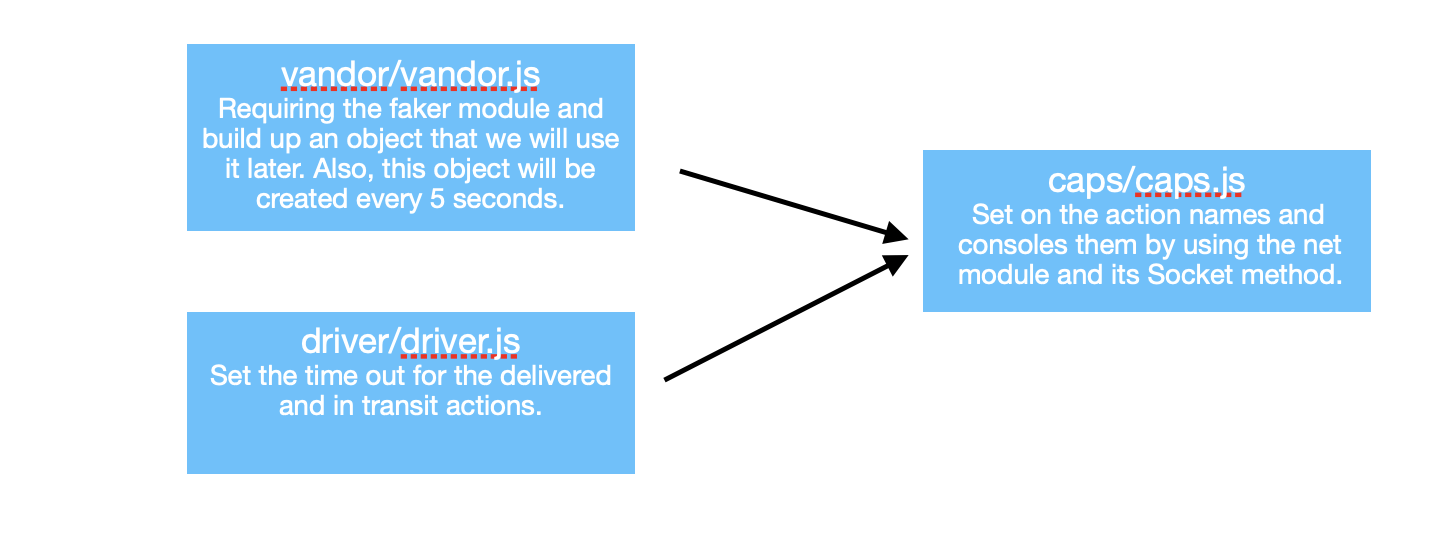 vandor/vandor.js
Requiring the faker module and
build up an object that we will use
it later. Also, this object will be
created every 5 seconds.
driver/driver.js
Set the time out for the delivered
and in transit actions.
caps/caps.js
Set on the action names and
consoles them by using the net
module and its Socket method.